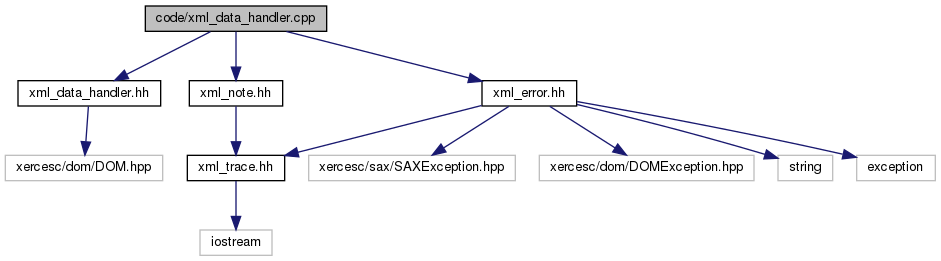 code/xml_data_handler.cpp
xml_data_handler.hh
xml_note.hh
xml_error.hh
xercesc/dom/DOM.hpp
xml_trace.hh
xercesc/sax/SAXException.hpp
xercesc/dom/DOMException.hpp
string
exception
iostream